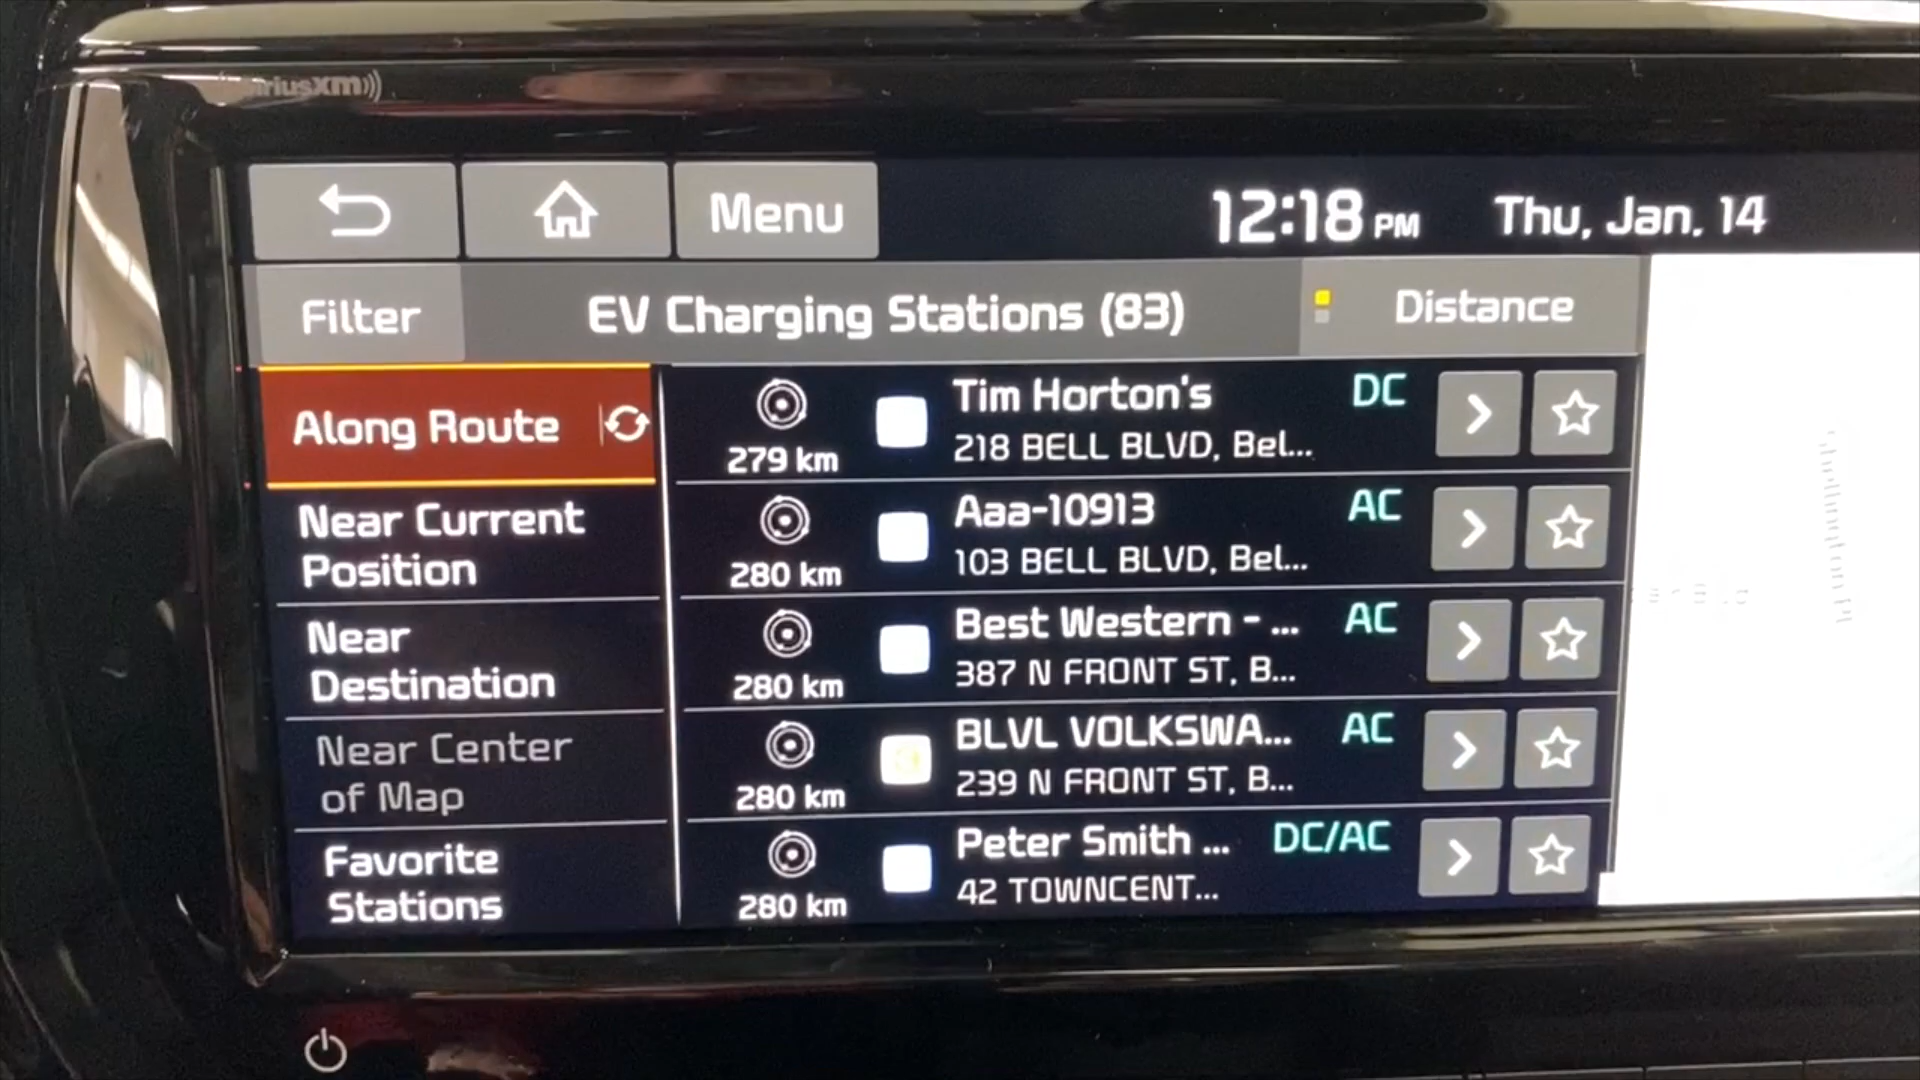 siriusxm
Menu
12:18 PM
Thu, Jan, 14
Filter
EV Charging Stations (83)
Distance
Along Route
Near Current
Position
Near
Destination
Near Center
of Map
Favorite
Stations
279 km
Tim Horton's
DC
218 BELL BLVD, Bel...
280 km
Aaa-10913
AC
103 BELL BLVD, Bel...
280 km
Best Western - ...
AC
387 N FRONT ST, B...
280 km
BLVL VOLKSWA...
AC
239 N FRONT ST, B...
280 km
Peter Smith ...
DC/AC
42 TOWNCENT...